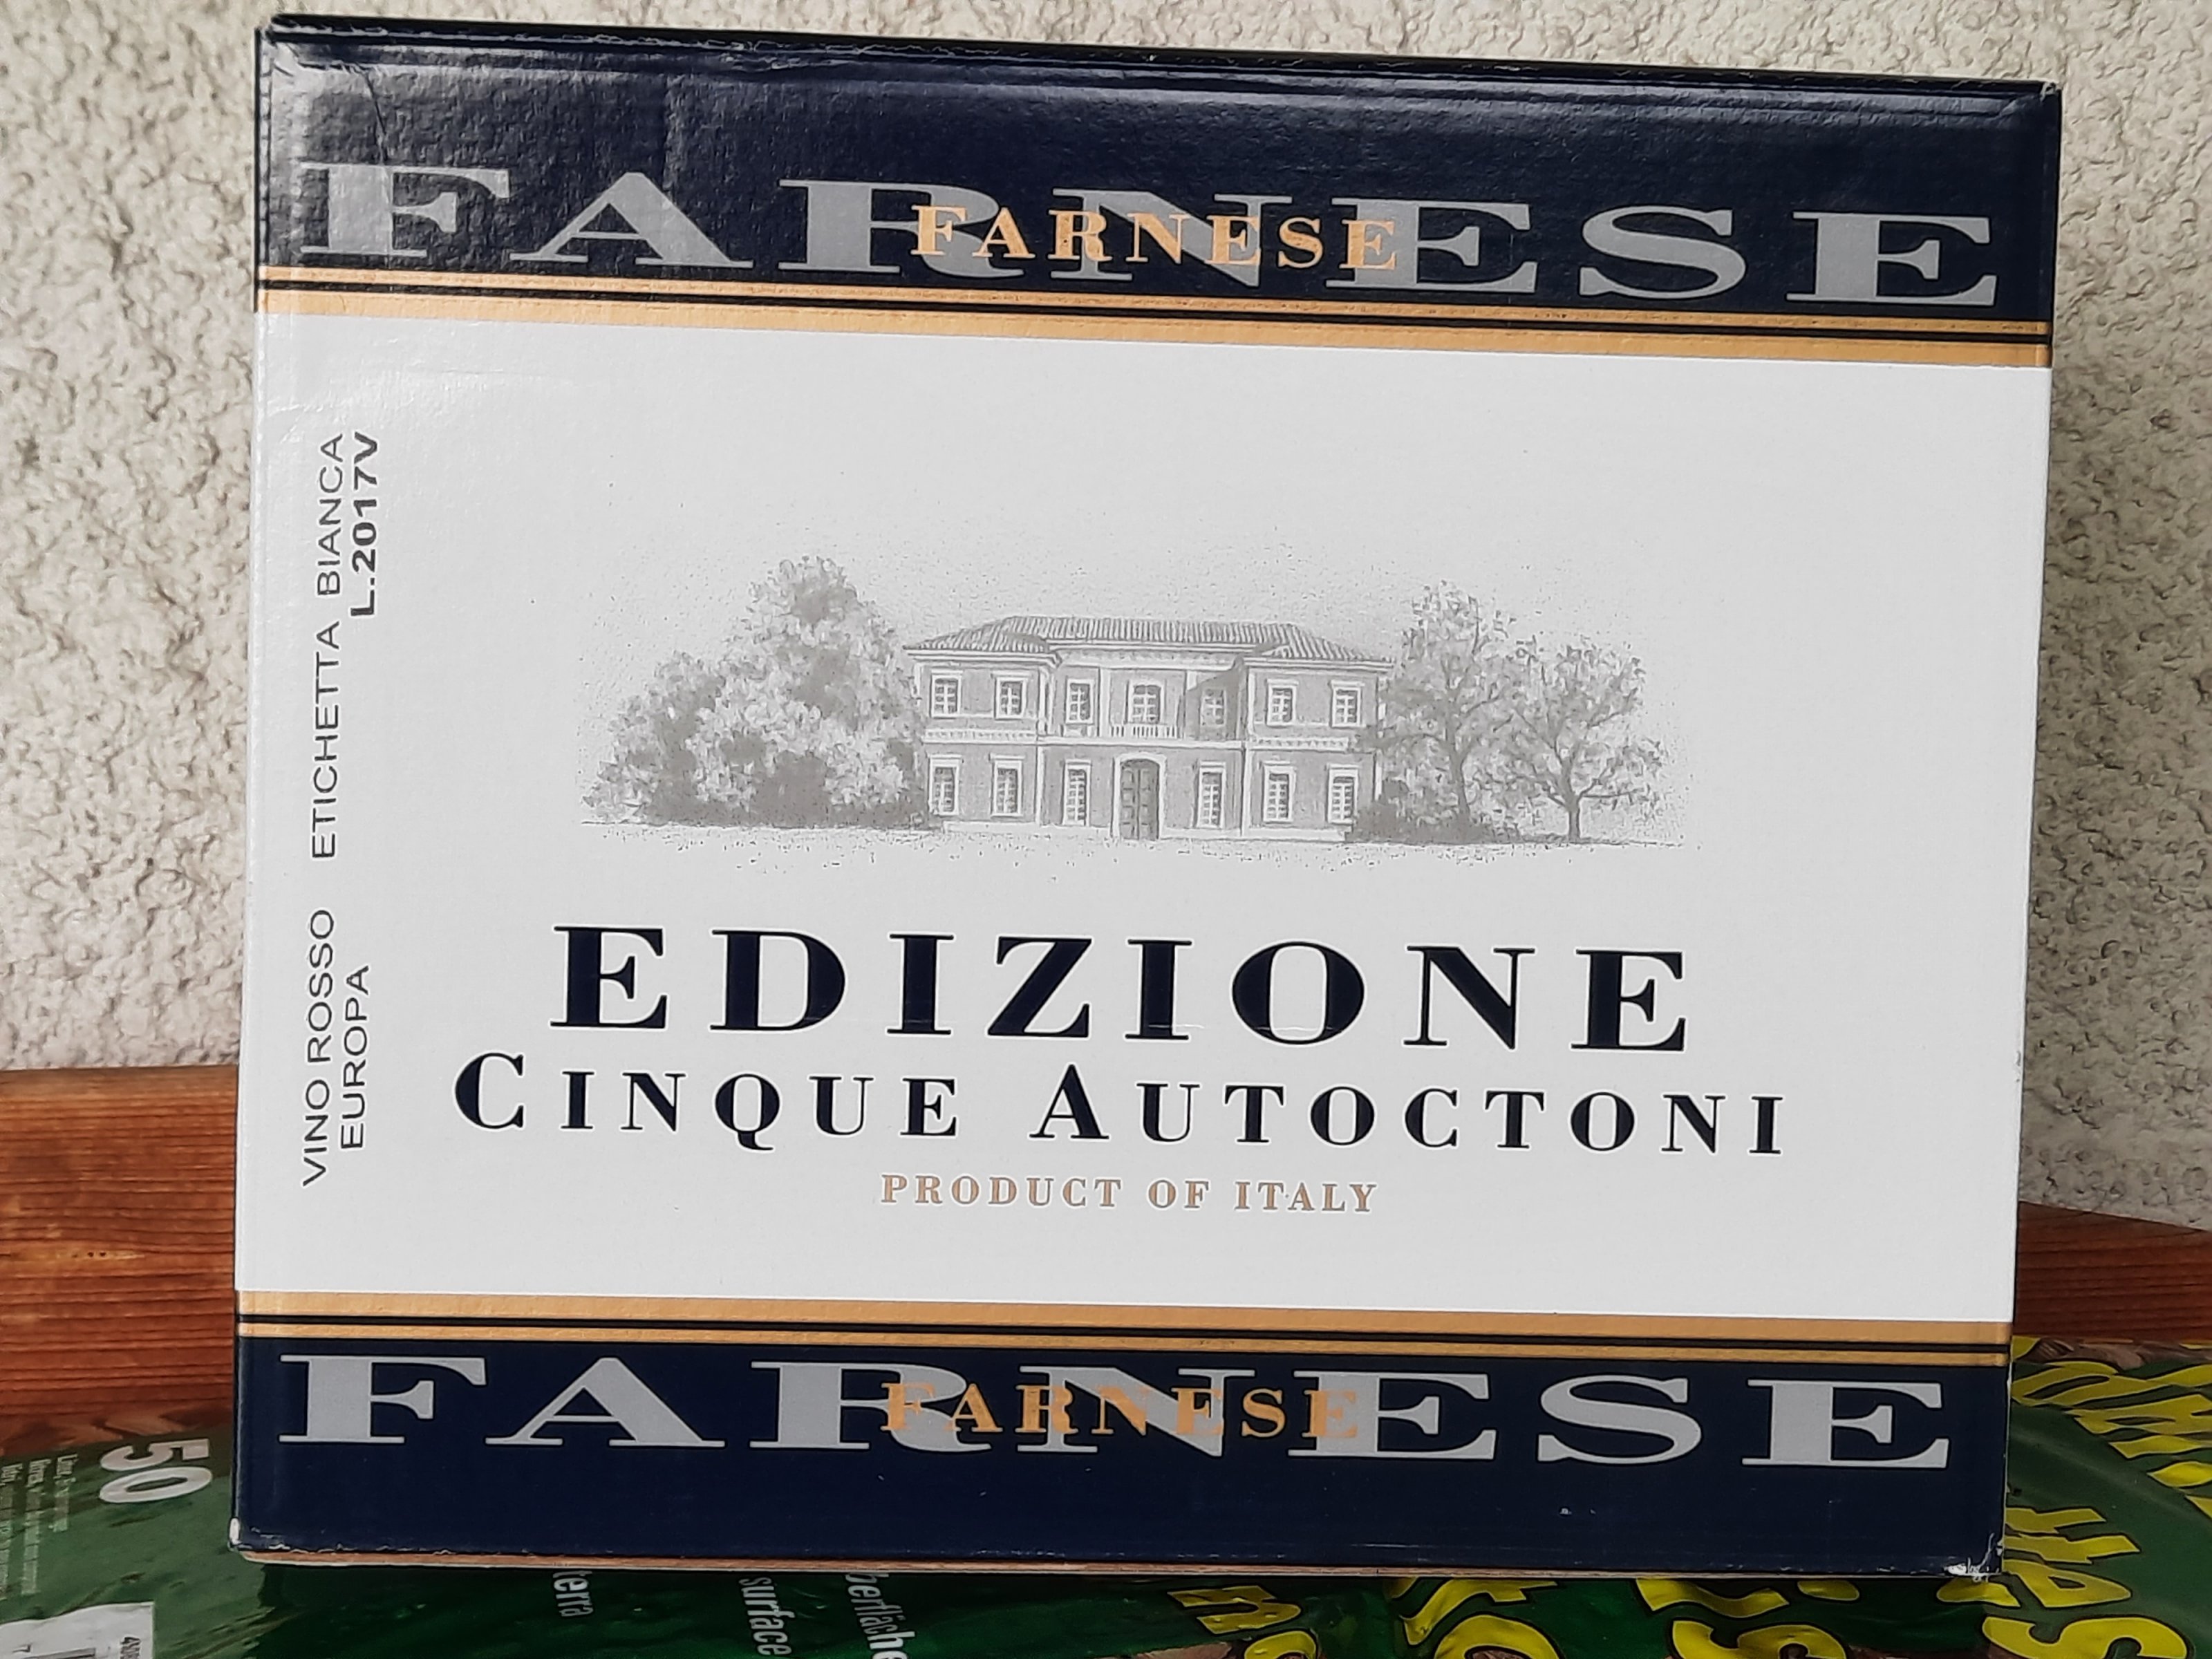 FARNESE
FARNESE
VINO ROSSO ETICHETTA BIANCA
EUROPA L.2017V
EDIZIONE
CINQUE AUTOCTONI
PRODUCT OF ITALY
FARNESE
FARNESE
50
terra
surface